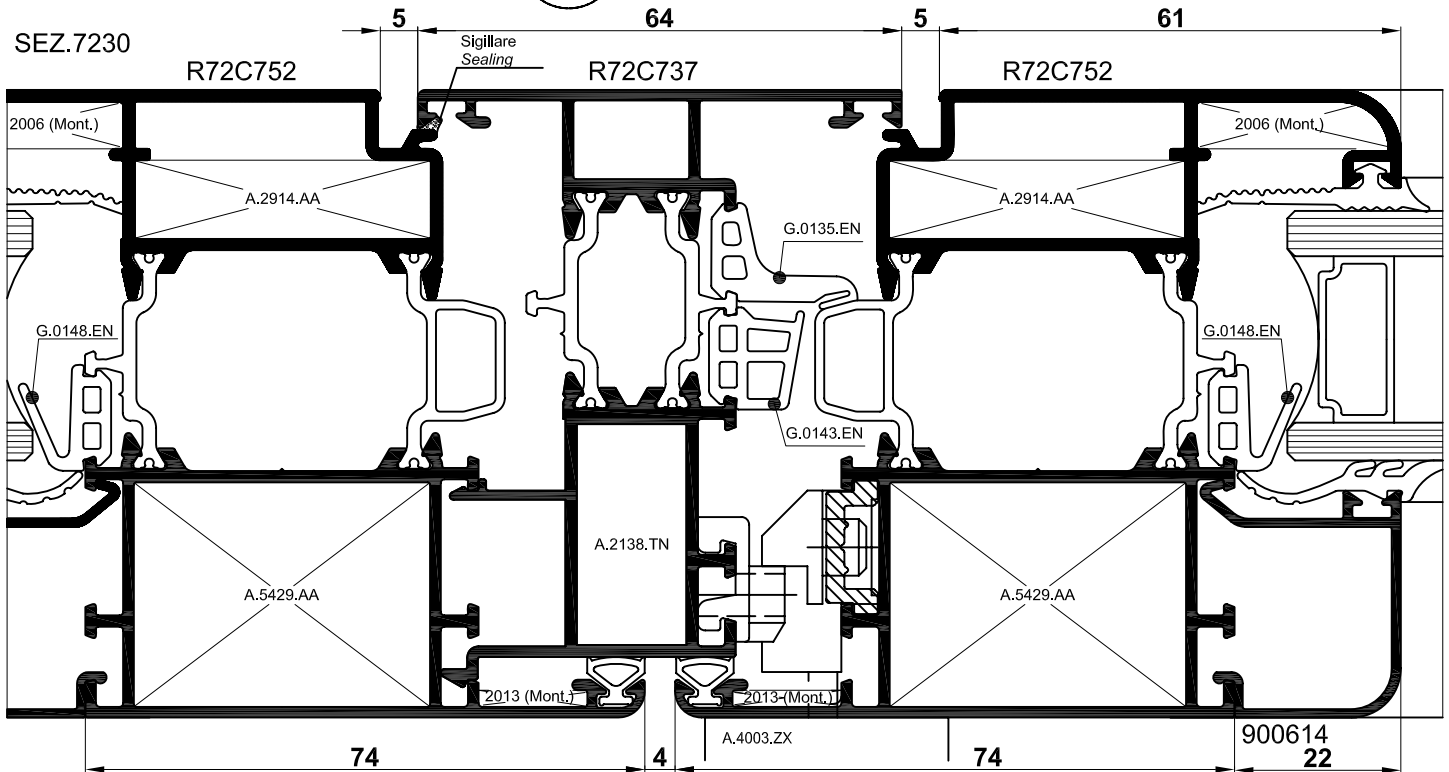 5
64
5
61
SEZ.7230
Sigillare
Sealing
R72C752
R72C737
R72C752
2006 (Mont.)
2006 (Mont.)
A.2914.AA
A.2914.AA
G.0135.EN
G.0148.EN
G.0148.EN
G.0143.EN
A.2138.TN
A.5429.AA
A.5429.AA
2013 (Mont.)
2013 (Mont.)
A.4003.ZX
900614
74
4
74
22